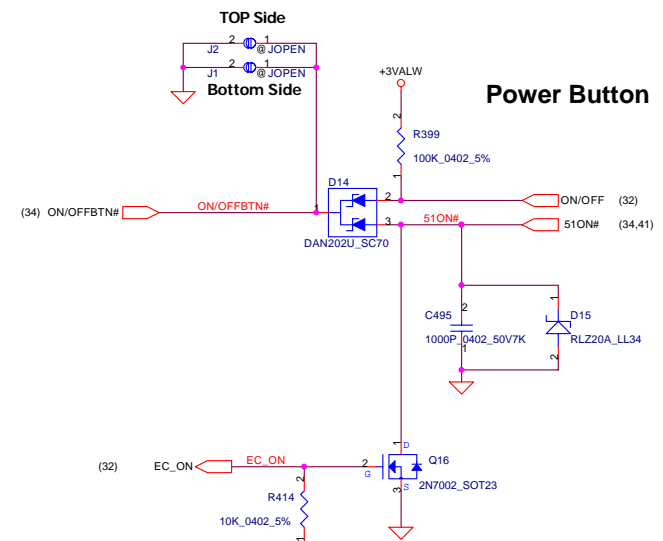 TOP Side
2 1
J2 @ JOPEN
2 1
J1 @ JOPEN
Bottom Side
+3VALW
Power Button
2
R399
100K_0402_5%
1
D14
(34) ON/OFFBTN# ON/OFFBTN# 1
2 ON/OFF (32)
3 51ON# 51ON# (34,41)
DAN202U_SC70
C495 2
1000P_0402_50V7K
1
1 D15
RLZ20A_LL34
2
(32) EC_ON EC_ON 2 G
1 D
Q16
2N7002_SOT23
3 S
2
R414
10K_0402_5%
1